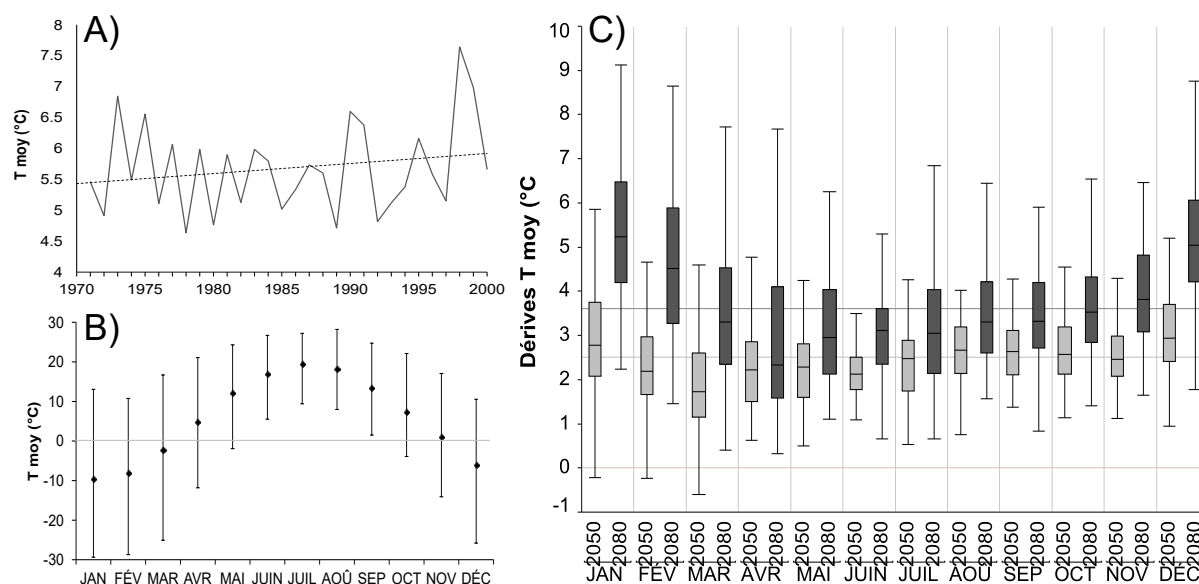 A)
T moy (°C)
8
7.5
7
6.5
6
5.5
5
4.5
4
1970 1975 1980 1985 1990 1995 2000
B)
T moy (°C)
30
20
10
0
-10
-20
-30
JAN FÉV MAR AVR MAI JUIN JUIL AOÛ SEP OCT NOV DÉC
C)
Dérives T moy (°C
10
9
8
7
6
5
4
3
2
1
0
-1
2050 2080 2050 2080 2050 2080 2050 2080 2050 2080 2050 2080 2050 2080 2050 2080 2050 2080 2050 2080 2050 2080 2050 2080
JAN FEV MAR AVR MAI JUIN JUIL AOU SEP OCT NOV DEC